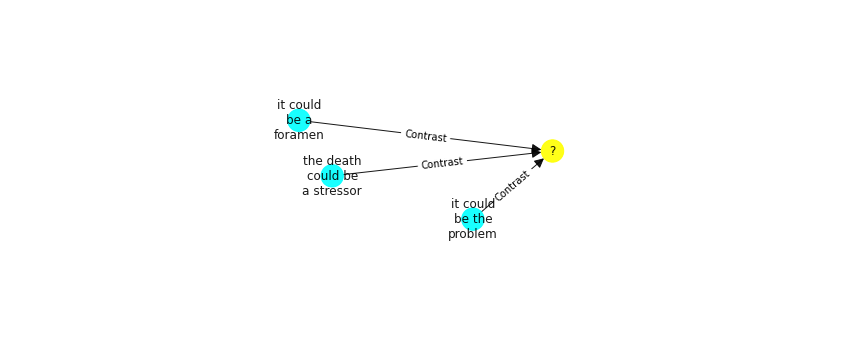 it could
be a
foramen
Contrast
?
the death
could be
a stressor
Contrast
Contrast
it could
be the
problem